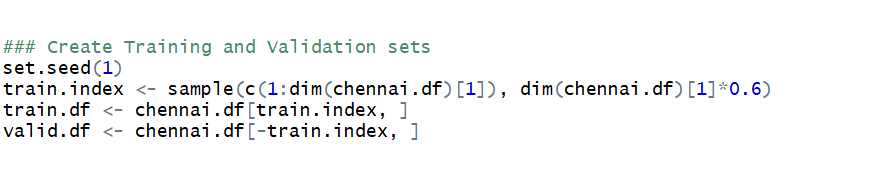 ### Create Training and Validation sets
set.seed(1)
train.index <- sample(c(1:dim(chennai.df)[1]), dim(chennai.df)[1]*0.6)
train.df <- chennai.df[train.index, ]
valid.df <- chennai.df[-train.index, ]